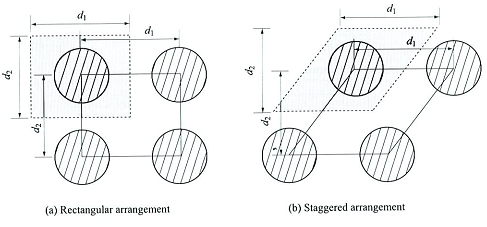 d1
d1
d2
d2
(a) Rectangular arrangement
d1
d1
d2
d2
s
(b) Staggered arrangement